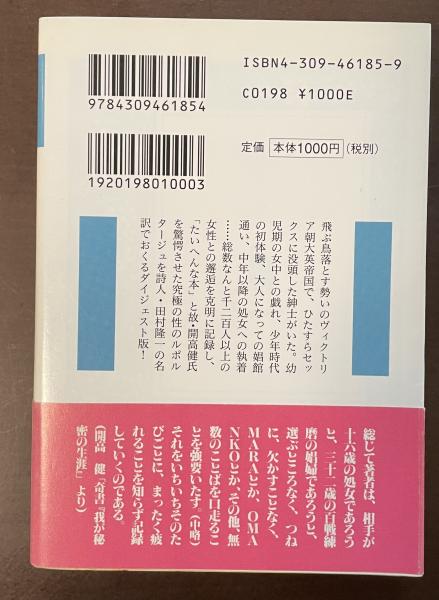 ISBN4-309-46185-9
C0198 ¥1000E
定価 本体1000円(税別)
9784309461854
1920198010003
飛ぶ鳥落とす勢いのヴィクトリ
ア朝大英帝国で、ひたすらセッ
クスに没頭した紳士がいた。幼
児期の女中との戯れ、少年時代
の初体験、大人になっての娼館
通い、中年以降の処女への執着
……総数なんと千二百人以上の
女性との邂逅を克明に記録し、
「たいへんな本」と故・開高健氏
を驚愕させた究極の性のルポル
タージュを詩人・田村隆一の名
訳でおくるダイジェスト版!
総じて著者は、相手が
十六歳の処女であろう
と、三十二歳の百戦練
磨の娼婦であろうと、
選ぶところなく、つね
に、欠かすことなく、
MARAとか、OMA
NKOとか、その他、無
数のことばを口走るこ
とを強要いたす。(中略)
それをいちいちそのた
びごとに、まったく疲
れることを知らず記録
していくのである。
(開高 健「奇書『我が秘
密の生涯』」より)